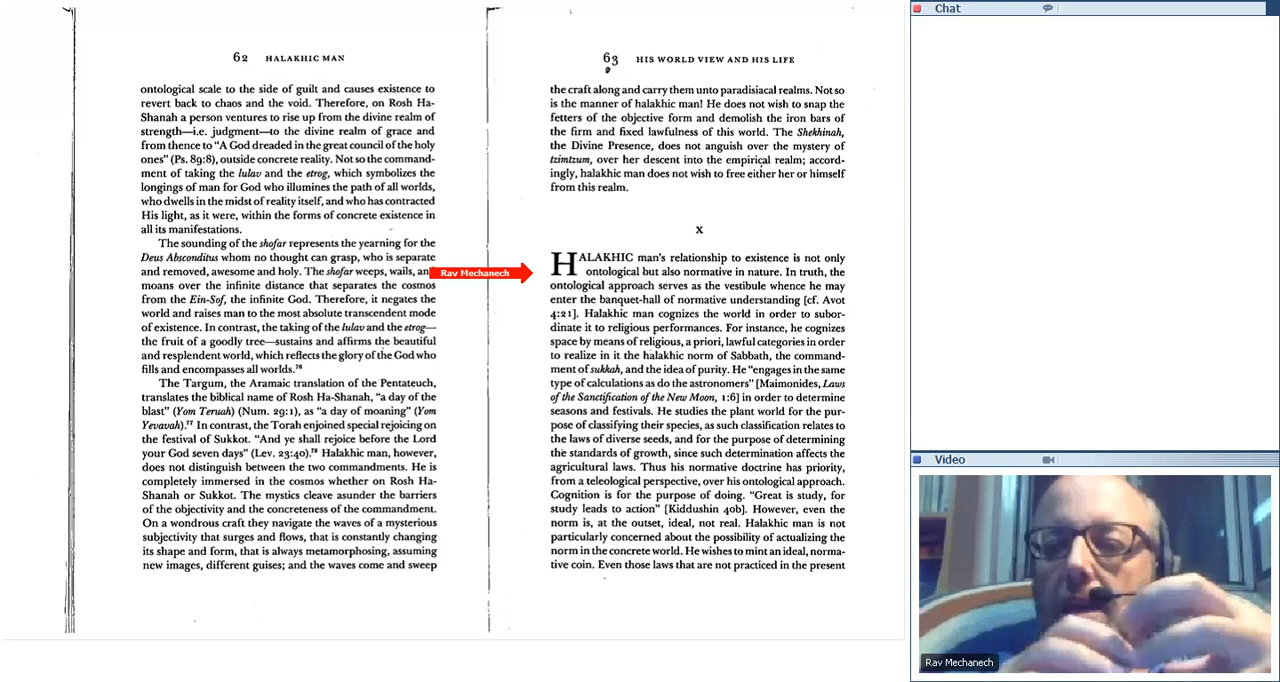 62 HALAKHIC MAN
ontological scale to the side of guilt and causes existence to
revert back to chaos and the void. Therefore, on Rosh Ha-
Shanah a person ventures to rise up from the divine realm of
strength—i.e. judgment—to the divine realm of grace and
from thence to "A God dreaded in the great council of the holy
ones" (Ps. 89:8), outside concrete reality. Not so the command-
ment of taking the lulav and the etrog, which symbolizes the
longings of man for God who illumines the path of all worlds,
who dwells in the midst of reality itself, and who has contracted
His light, as it were, within the forms of concrete existence in
all its manifestations.
The sounding of the shofar represents the yearning for the
Deus Absconditus whom no thought can grasp, who is separate
and removed, awesome and holy. The shofar weeps, wails, an
moans over the infinite distance that separates the cosmos
from the Ein-Sof, the infinite God. Therefore, it negates the
world and raises man to the most absolute transcendent mode
of existence. In contrast, the taking of the lulav and the etrog—
the fruit of a goodly tree—sustains and affirms the beautiful
and resplendent world, which reflects the glory of the God who
fills and encompasses all worlds.76
The Targum, the Aramaic translation of the Pentateuch,
translates the biblical name of Rosh Ha-Shanah, "a day of the
blast" (Yom Teruah) (Num. 29:1), as "a day of moaning" (Yom
Yevavah).77 In contrast, the Torah enjoined special rejoicing on
the festival of Sukkot. "And ye shall rejoice before the Lord
your God seven days" (Lev. 23:40).78 Halakhic man, however,
does not distinguish between the two commandments. He is
completely immersed in the cosmos whether on Rosh Ha-
Shanah or Sukkot. The mystics cleave asunder the barriers
of the objectivity and the concreteness of the commandment.
On a wondrous craft they navigate the waves of a mysterious
subjectivity that surges and flows, that is constantly changing
its shape and form, that is always metamorphosing, assuming
new images, different guises; and the waves come and sweep
Rav Mechanech
63 HIS WORLD VIEW AND HIS LIFE
the craft along and carry them unto paradisiacal realms. Not so
is the manner of halakhic man! He does not wish to snap the
fetters of the objective form and demolish the iron bars of
the firm and fixed lawfulness of this world. The Shekhinah,
the Divine Presence, does not anguish over the mystery of
tzimtzum, over her descent into the empirical realm; accord-
ingly, halakhic man does not wish to free either her or himself
from this realm.
X
HALAKHIC man's relationship to existence is not only
ontological but also normative in nature. In truth, the
ontological approach serves as the vestibule whence he may
enter the banquet-hall of normative understanding [cf. Avot
4:21]. Halakhic man cognizes the world in order to subor-
dinate it to religious performances. For instance, he cognizes
space by means of religious, a priori, lawful categories in order
to realize in it the halakhic norm of Sabbath, the command-
ment of sukkah, and the idea of purity. He "engages in the same
type of calculations as do the astronomers" [Maimonides, Laws
of the Sanctification of the New Moon, 1:6] in order to determine
seasons and festivals. He studies the plant world for the pur-
pose of classifying their species, as such classification relates to
the laws of diverse seeds, and for the purpose of determining
the standards of growth, since such determination affects the
agricultural laws. Thus his normative doctrine has priority,
from a teleological perspective, over his ontological approach.
Cognition is for the purpose of doing. "Great is study, for
study leads to action" [Kiddushin 40b]. However, even the
norm is, at the outset, ideal, not real. Halakhic man is not
particularly concerned about the possibility of actualizing the
norm in the concrete world. He wishes to mint an ideal, norma-
tive coin. Even those laws that are not practiced in the present
Chat
Video
Rav Mechanech